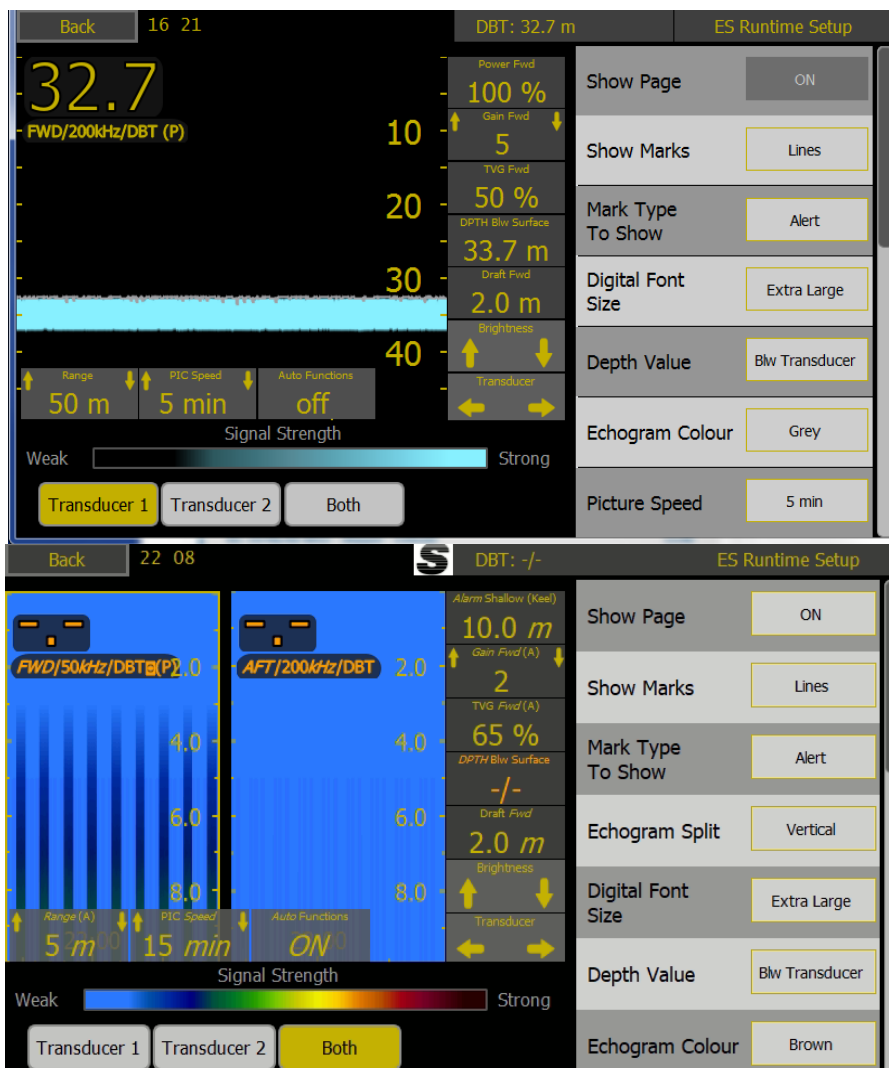 Back 16 21 DBT: 32.7 m ES Runtime Setup
32.7
FWD/200kHz/DBT (P)
10
20
30
40
Power Fwd
100 %
Gain Fwd
5
TVG Fwd
50 %
DPTH Blw Surface
33.7 m
Draft Fwd
2.0 m
Brightness
Transducer
Range
50 m
PIC Speed
5 min
Auto Functions
off
Signal Strength
Weak Strong
Transducer 1 Transducer 2 Both
Show Page ON
Show Marks Lines
Mark Type
To Show Alert
Digital Font
Size Extra Large
Depth Value Blw Transducer
Echogram Colour Grey
Picture Speed 5 min
Back 22 08 S DBT: -/- ES Runtime Setup
FWD/50kHz/DBT (P) 2.0
4.0
6.0
8.0
AFT/200kHz/DBT 2.0
4.0
6.0
8.0
Alarm Shallow (Keel)
10.0 m
Gain Fwd (A)
2
TVG Fwd (A)
65 %
DPTH Blw Surface
-/-
Draft Fwd
2.0 m
Brightness
Transducer
Range (A)
5 m
PIC Speed
15 min
Auto Functions
ON
Signal Strength
Weak Strong
Transducer 1 Transducer 2 Both
Show Page ON
Show Marks Lines
Mark Type
To Show Alert
Echogram Split Vertical
Digital Font
Size Extra Large
Depth Value Blw Transducer
Echogram Colour Brown